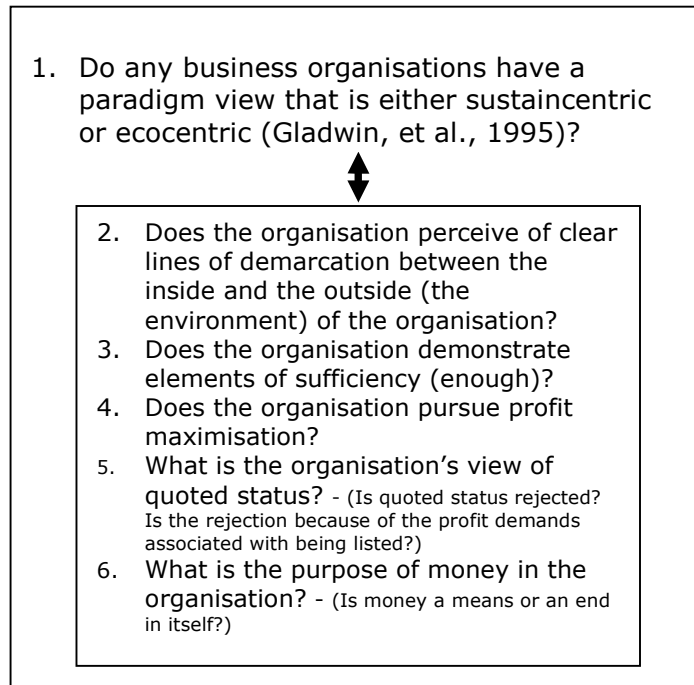 1. Do any business organisations have a
paradigm view that is either sustaincentric
or ecocentric (Gladwin, et al., 1995)?
2. Does the organisation perceive of clear
lines of demarcation between the
inside and the outside (the
environment) of the organisation?
3. Does the organisation demonstrate
elements of sufficiency (enough)?
4. Does the organisation pursue profit
maximisation?
5. What is the organisation's view of
quoted status? - (Is quoted status rejected?
Is the rejection because of the profit demands
associated with being listed?)
6. What is the purpose of money in the
organisation? - (Is money a means or an end
in itself?)